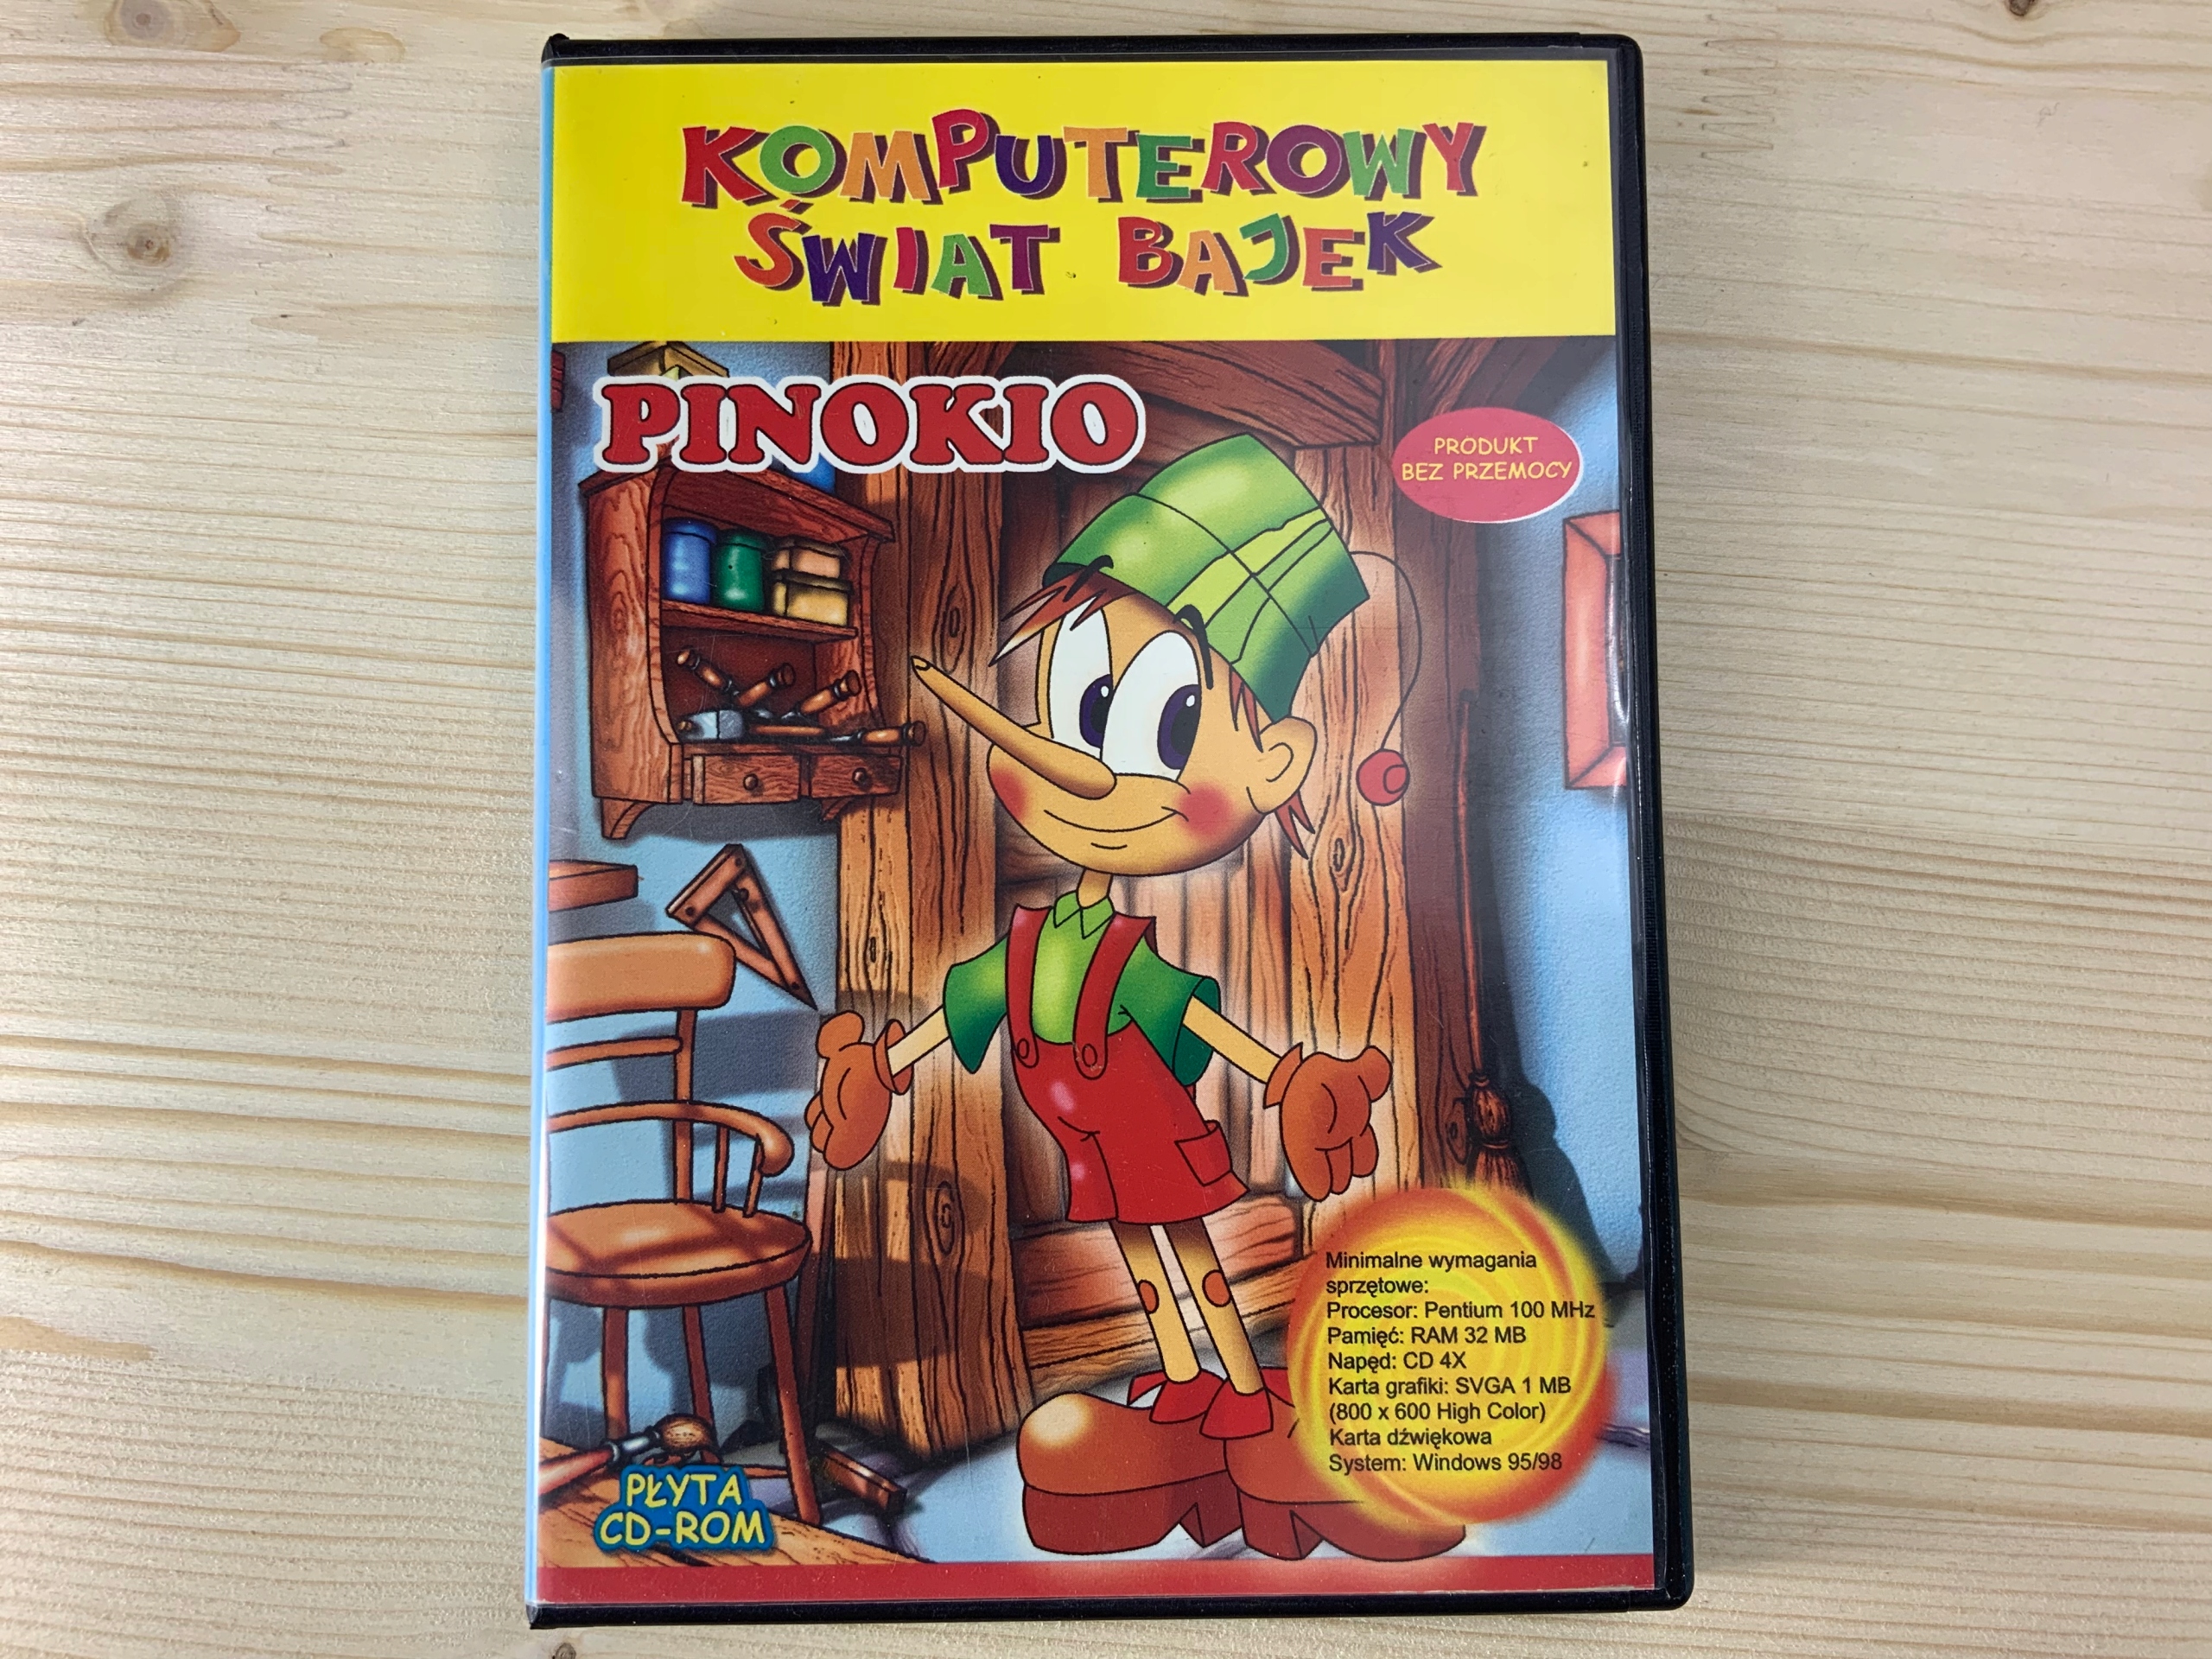 KOMPUTEROWY
ŚWIAT BAJEK
PINOKIO
PRODUKT
BEZ PRZEMOCY
Minimalne wymagania
sprzętowe:
Procesor: Pentium 100 MHz
Pamięć: RAM 32 MB
Napęd: CD 4X
Karta grafiki: SVGA 1 MB
(800 x 600 High Color)
Karta dźwiękowa
System: Windows 95/98
PŁYTA
CD-ROM